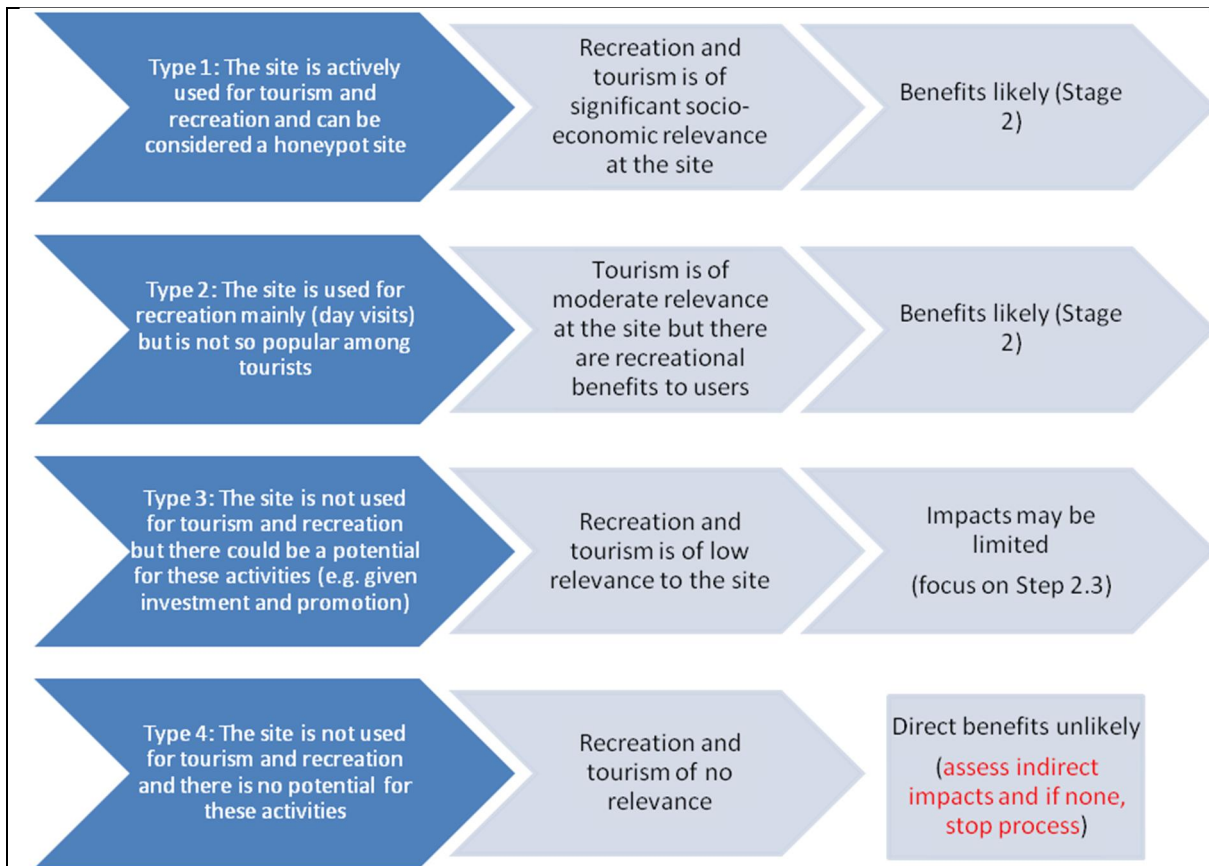 Type 1: The site is actively
used for tourism and
recreation and can be
considered a honeypot site
Recreation and
tourism is of
significant socio-
economic relevance
at the site
Benefits likely (Stage
2)
Type 2: The site is used for
recreation mainly (day visits)
but is not so popular among
tourists
Tourism is of
moderate relevance
at the site but there
are recreational
benefits to users
Benefits likely (Stage
2)
Type 3: The site is not used
for tourism and recreation
but there could be a potential
for these activities (e.g. given
investment and promotion)
Recreation and
tourism is of low
relevance to the site
Impacts may be
limited
(focus on Step 2.3)
Type 4: The site is not used
for tourism and recreation
and there is no potential for
these activities
Recreation and
tourism of no
relevance
Direct benefits unlikely
(assess indirect
impacts and if none,
stop process)